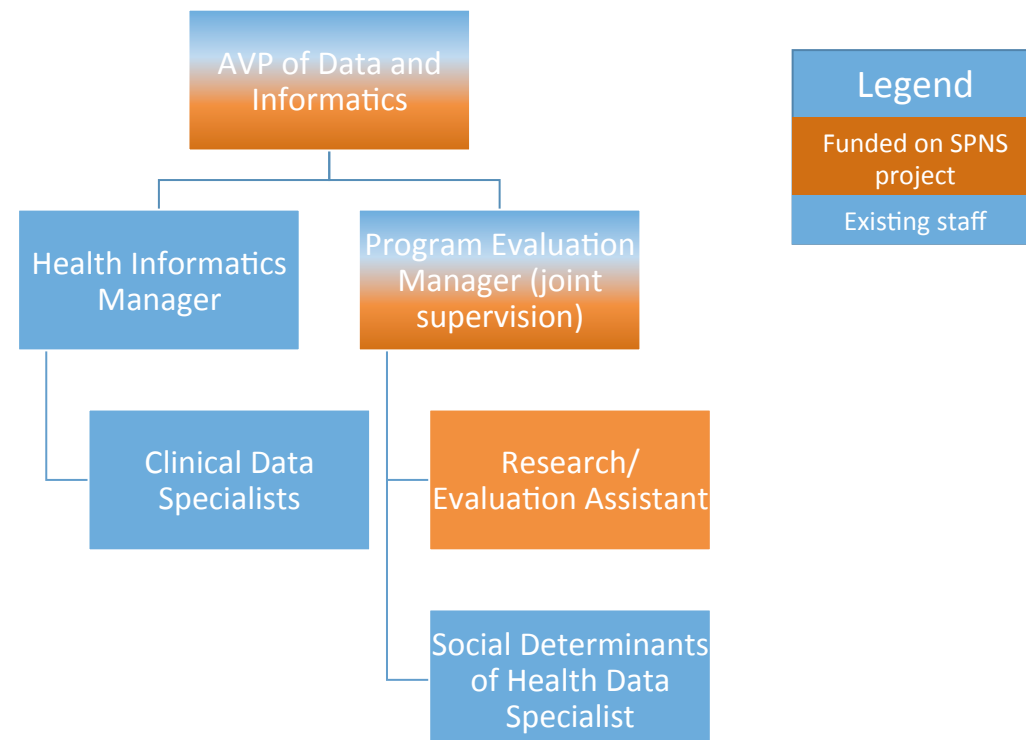 AVP of Data and
Informatics
Legend
Funded on SPNS
project
Existing staff
Health Informatics
Manager
Program Evaluation
Manager (joint
supervision)
Clinical Data
Specialists
Research/
Evaluation Assistant
Social Determinants
of Health Data
Specialist